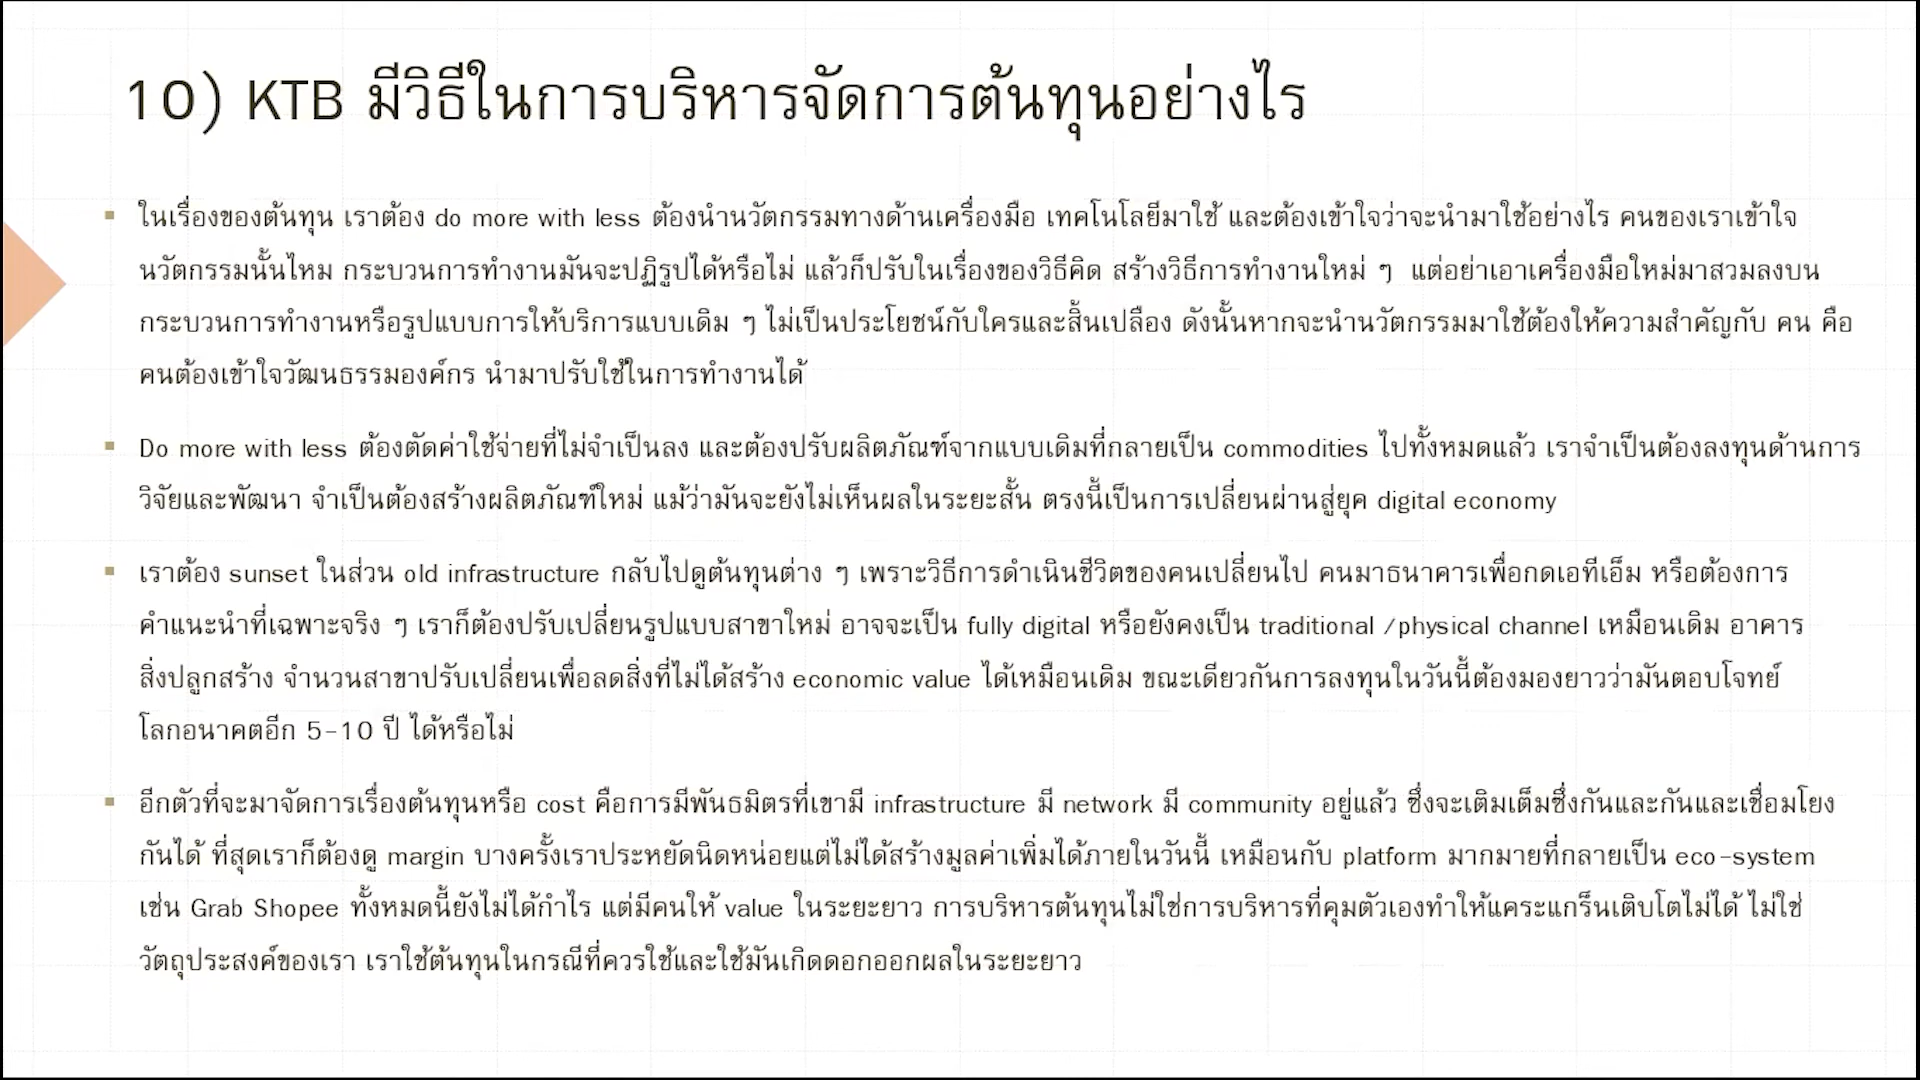 10) KTB มีวิธีในการบริหารจัดการต้นทุนอย่างไร
ในเรื่องของต้นทุน เราต้อง do more with less ต้องนำนวัตกรรมทางด้านเครื่องมือ เทคโนโลยีมาใช้ และต้องเข้าใจว่าจะนำมาใช้อย่างไร คนของเราเข้าใจ
นวัตกรรมนั้นไหม กระบวนการทำงานมันจะปฏิรูปได้หรือไม่ แล้วก็ปรับในเรื่องของวิธีคิด สร้างวิธีการทำงานใหม่ ๆ แต่อย่าเอาเครื่องมือใหม่มาสวมลงบน
กระบวนการทำงานหรือรูปแบบการให้บริการแบบเดิม ๆ ไม่เป็นประโยชน์กับใครและสิ้นเปลือง ดังนั้นหากจะนำนวัตกรรมมาใช้ต้องให้ความสำคัญกับ คน คือ
คนต้องเข้าใจวัฒนธรรมองค์กร นำมาปรับใช้ในการทำงานได้
Do more with less ต้องตัดค่าใช้จ่ายที่ไม่จำเป็นลง และต้องปรับผลิตภัณฑ์จากแบบเดิมที่กลายเป็น commodities ไปทั้งหมดแล้ว เราจำเป็นต้องลงทุนด้านการ
วิจัยและพัฒนา จำเป็นต้องสร้างผลิตภัณฑ์ใหม่ แม้ว่ามันจะยังไม่เห็นผลในระยะสั้น ตรงนี้เป็นการเปลี่ยนผ่านสู่ยุค digital economy
เราต้อง sunset ในส่วน old infrastructure กลับไปดูต้นทุนต่าง ๆ เพราะวิธีการดำเนินชีวิตของคนเปลี่ยนไป คนมาธนาคารเพื่อกดเอทีเอ็ม หรือต้องการ
คำแนะนำที่เฉพาะจริง ๆ เราก็ต้องปรับเปลี่ยนรูปแบบสาขาใหม่ อาจจะเป็น fully digital หรือยังคงเป็น traditional /physical channel เหมือนเดิม อาคาร
สิ่งปลูกสร้าง จำนวนสาขาปรับเปลี่ยนเพื่อลดสิ่งที่ไม่ได้สร้าง economic value ได้เหมือนเดิม ขณะเดียวกันการลงทุนในวันนี้ต้องมองยาวว่ามันตอบโจทย์
โลกอนาคตอีก 5-10 ปี ได้หรือไม่
อีกตัวที่จะมาจัดการเรื่องต้นทุนหรือ cost คือการมีพันธมิตรที่เขามี infrastructure มี network มี community อยู่แล้ว ซึ่งจะเติมเต็มซึ่งกันและกันและเชื่อมโยง
กันได้ ที่สุดเราก็ต้องดู margin บางครั้งเราประหยัดนิดหน่อยแต่ไม่ได้สร้างมูลค่าเพิ่มได้ภายในวันนี้ เหมือนกับ platform มากมายที่กลายเป็น eco-system
เช่น Grab Shopee ทั้งหมดนี้ยังไม่ได้กำไร แต่มีคนให้ value ในระยะยาว การบริหารต้นทุนไม่ใช่การบริหารที่คุมตัวเองทำให้แคระแกร็นเติบโตไม่ได้ ไม่ใช่
วัตถุประสงค์ของเรา เราใช้ต้นทุนในกรณีที่ควรใช้และใช้มันเกิดดอกออกผลในระยะยาว